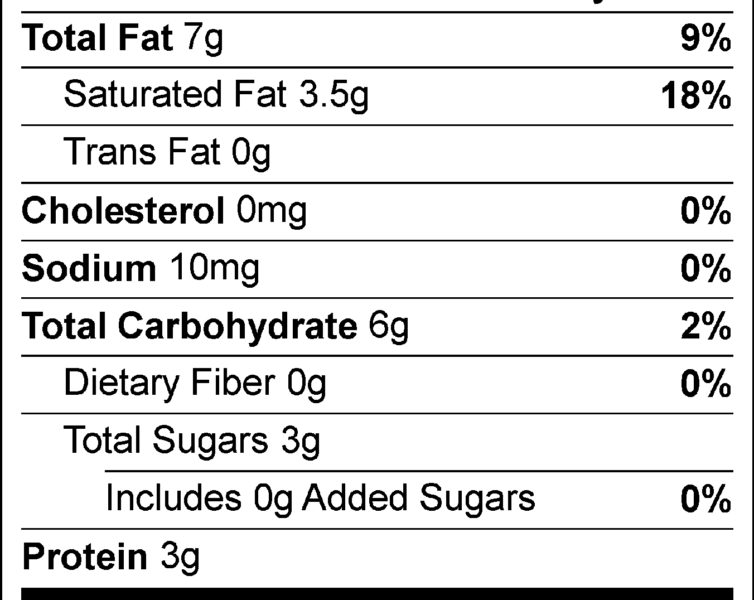 Total Fat 7g 9%
Saturated Fat 3.5g 18%
Trans Fat 0g
Cholesterol 0mg 0%
Sodium 10mg 0%
Total Carbohydrate 6g 2%
Dietary Fiber 0g 0%
Total Sugars 3g
Includes 0g Added Sugars 0%
Protein 3g